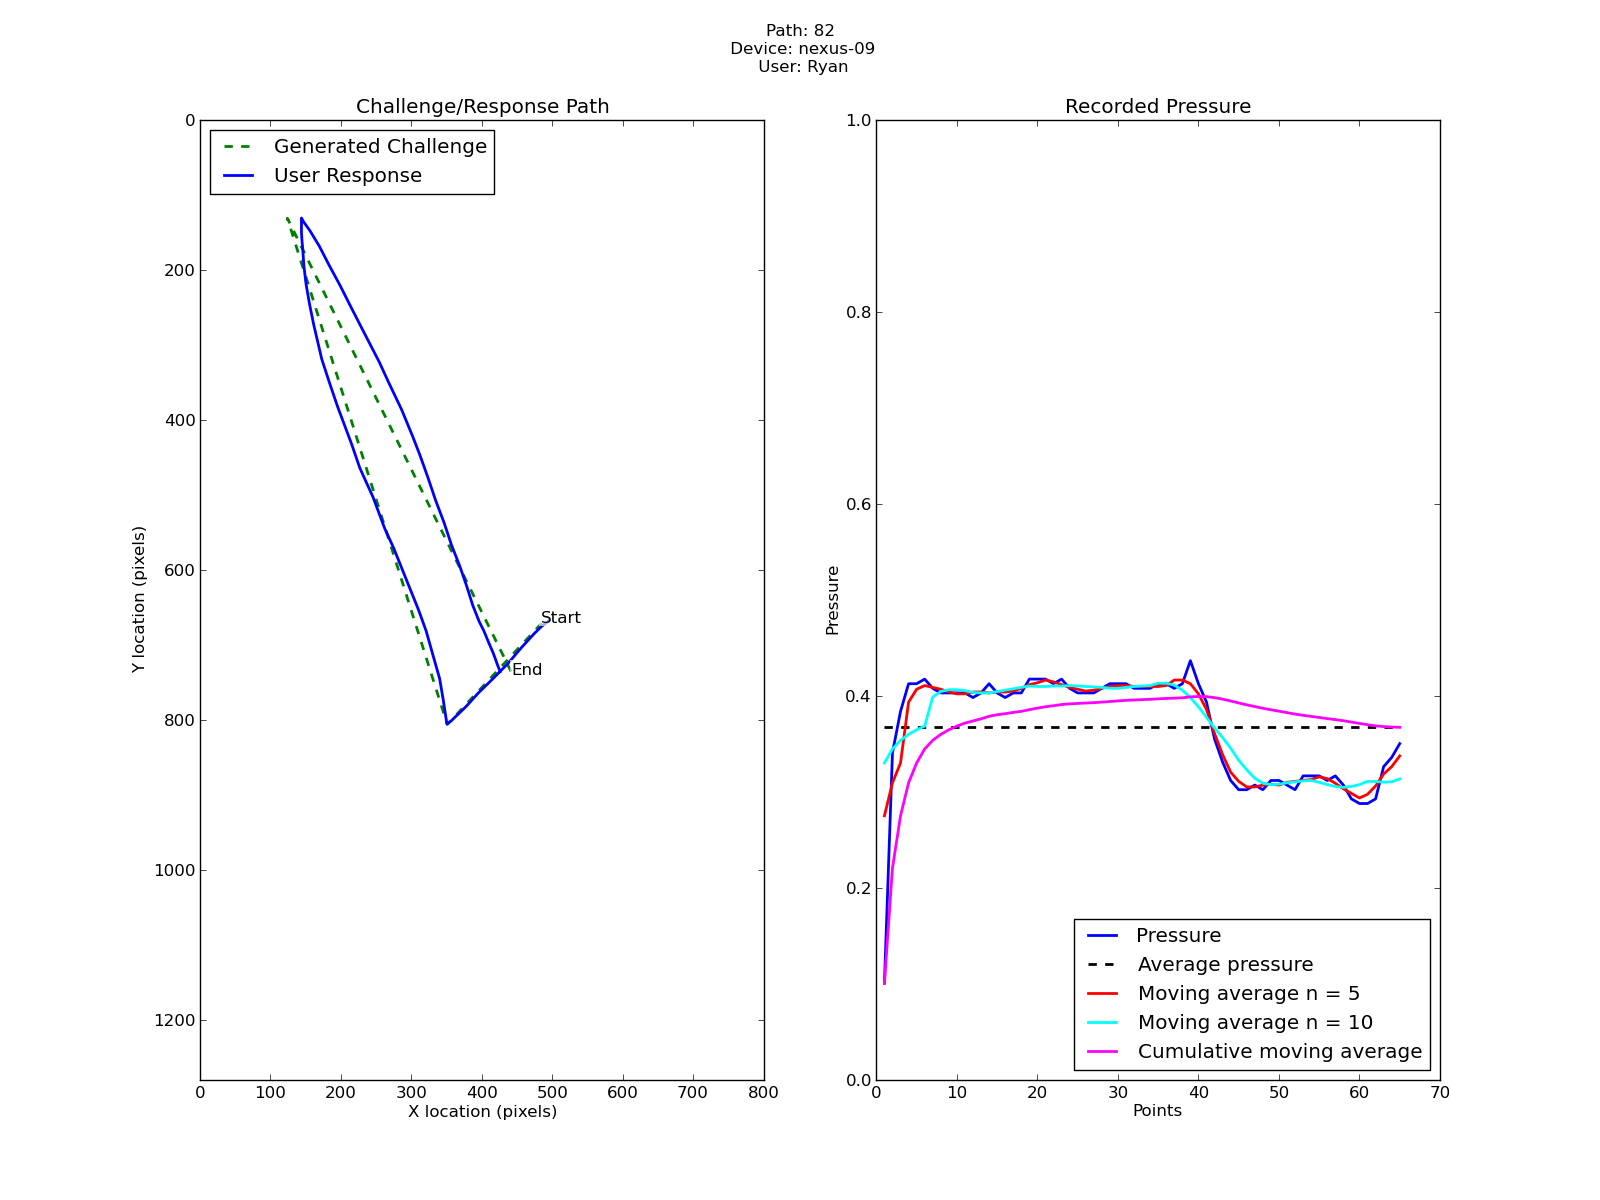 Path: 82
Device: nexus-09
User: Ryan
Challenge/Response Path
Generated Challenge
User Response
Start
End
0
200
400
600
800
1000
1200
Y location (pixels)
0 100 200 300 400 500 600 700 800
X location (pixels)
Recorded Pressure
1.0
0.8
0.6
0.4
0.2
0.0
Pressure
Pressure
Average pressure
Moving average n = 5
Moving average n = 10
Cumulative moving average
0 10 20 30 40 50 60 70
Points